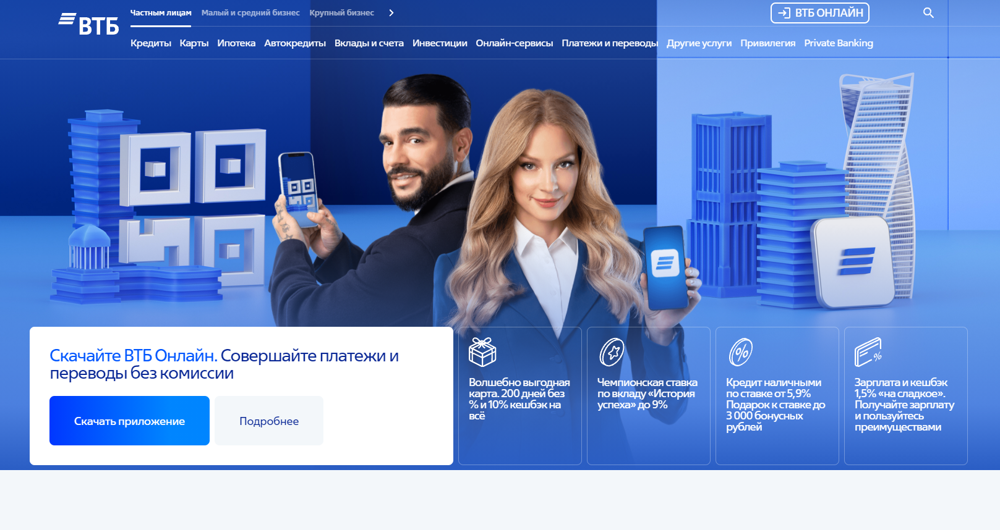 ВТБ
Частным лицам Малый и средний бизнес Крупный бизнес
ВТБ ОНЛАЙН
Кредиты Карты Ипотека Автокредиты Вклады и счета Инвестиции Онлайн-сервисы Платежи и переводы Другие услуги Привилегия Private Banking
Скачайте ВТБ Онлайн. Совершайте платежи и
переводы без комиссии
Скачать приложение
Подробнее
Волшебно выгодная
карта. 200 дней без
% и 10% кешбэк на
всё
Чемпионская ставка
по вкладу «История
успеха» до 9%
Кредит наличными
по ставке от 5,9%
Подарок к ставке до
3 000 бонусных
рублей
Зарплата и кешбэк
1,5% «на сладкое».
Получайте зарплату
и пользуйтесь
преимуществами